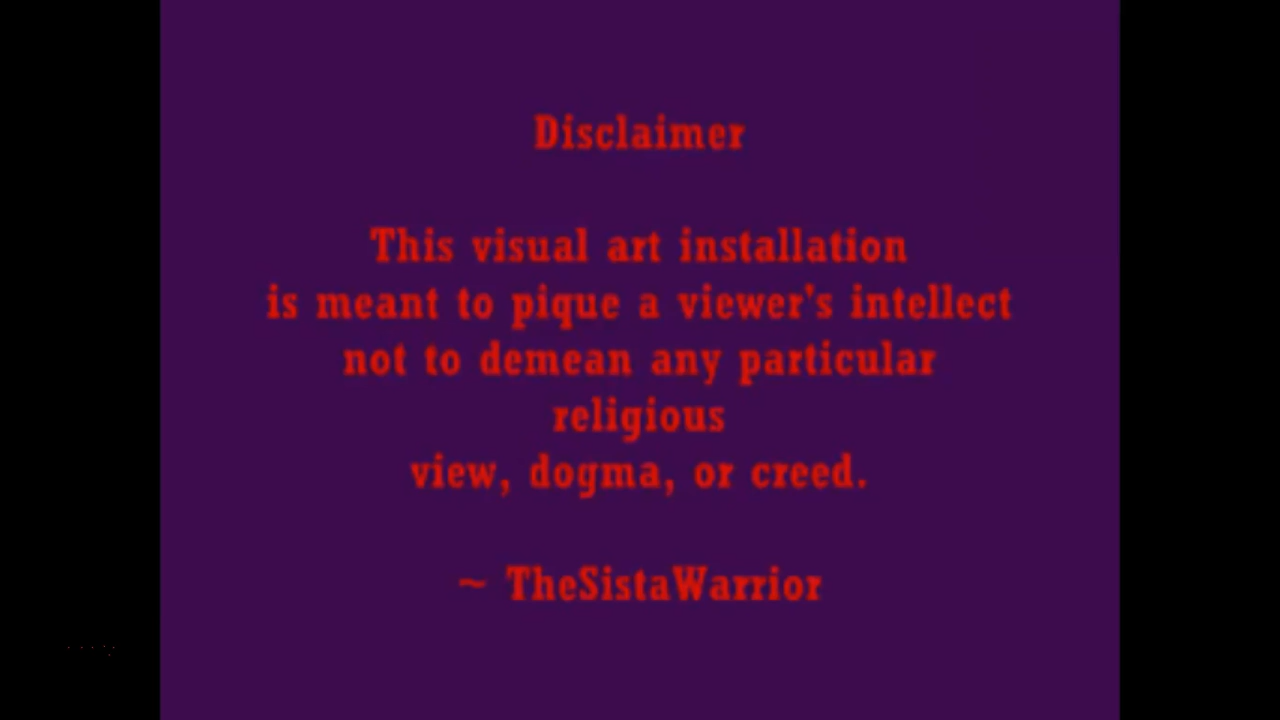 Disclaimer
This visual art installation
is meant to pique a viewer's intellect
not to demean any particular
religious
view, dogma, or creed.
~ TheSistaWarrior